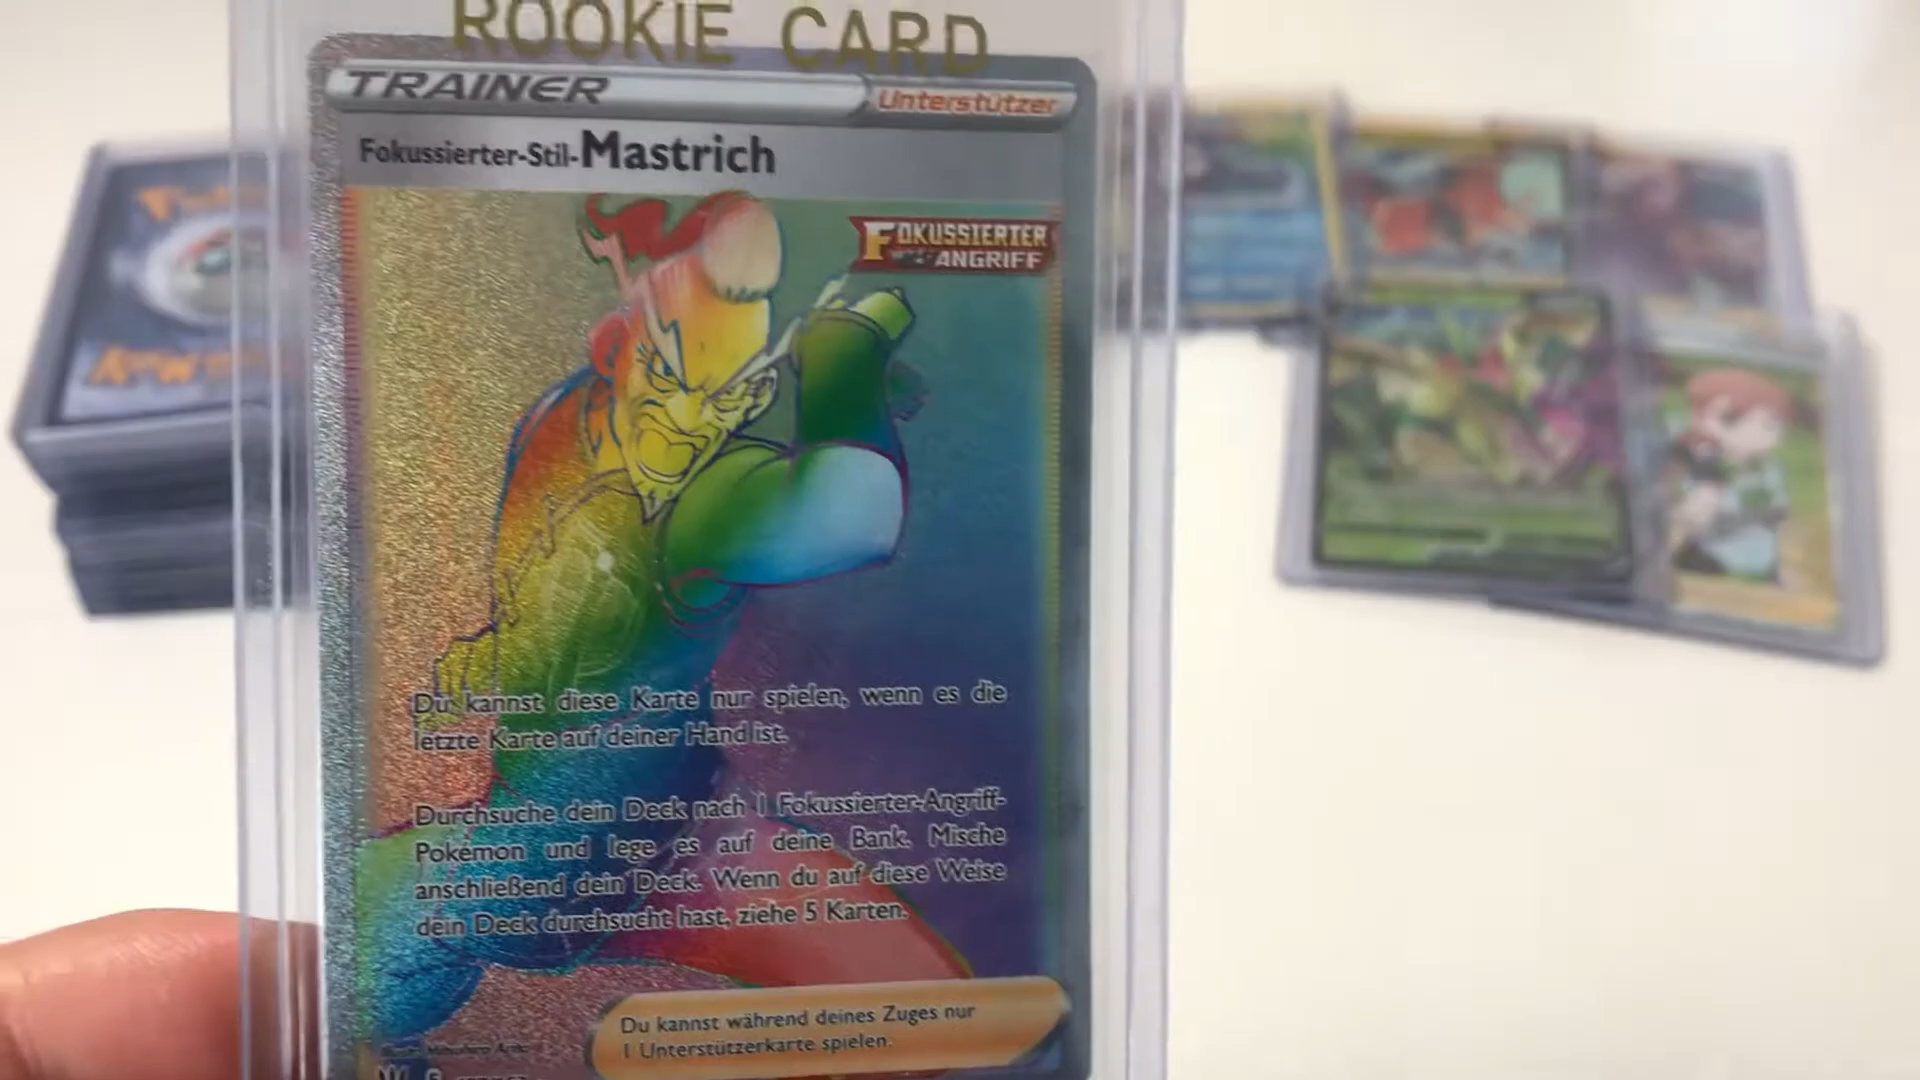 ROOKIE CARD
TRAINER
Unterstützer
Fokussierter-Stil-Mastrich
FOKUSSIERTER
ANGRIFF
Du kannst diese Karte nur spielen, wenn es die
letzte Karte auf deiner Hand ist.
Durchsuche dein Deck nach 1 Fokussierter-Angriff-
Pokémon und lege es auf deine Bank. Mische
anschließend dein Deck. Wenn du auf diese Weise
dein Deck durchsucht hast, ziehe 5 Karten.
Du kannst während deines Zuges nur
1 Unterstützerkarte spielen.